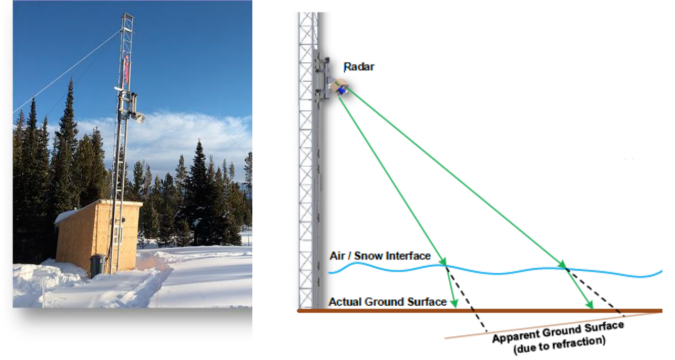 Radar
Air / Snow Interface
Actual Ground Surface
Apparent Ground Surface
(due to refraction)